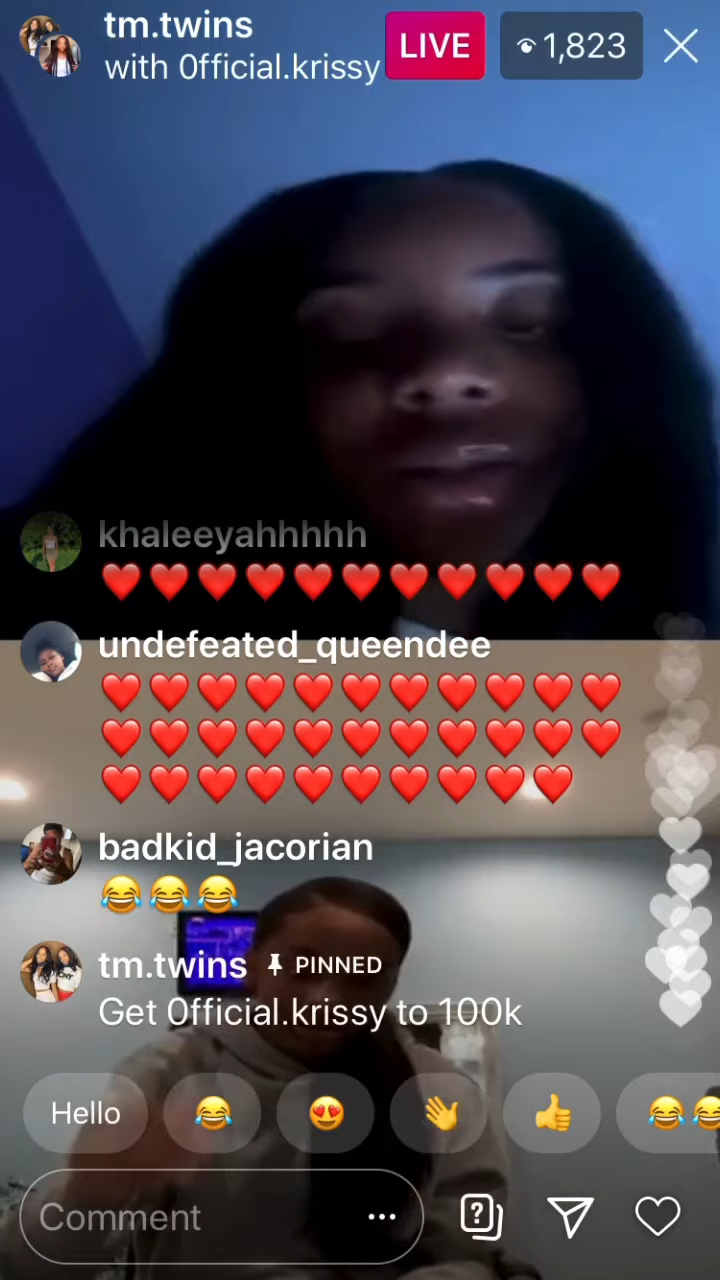 tm.twins
with 0fficial.krissy
LIVE
1,823
khaleeyahhhhh
❤️❤️❤️❤️❤️❤️❤️❤️❤️❤️❤️
undefeated_queendee
❤️❤️❤️❤️❤️❤️❤️❤️❤️❤️❤️
❤️❤️❤️❤️❤️❤️❤️❤️❤️❤️❤️
❤️❤️❤️❤️❤️❤️❤️❤️❤️❤️
badkid_jacorian
😂😂😂
tm.twins PINNED
Get 0fficial.krissy to 100k
Hello 😂 😍 👋 👍 😂😂
Comment